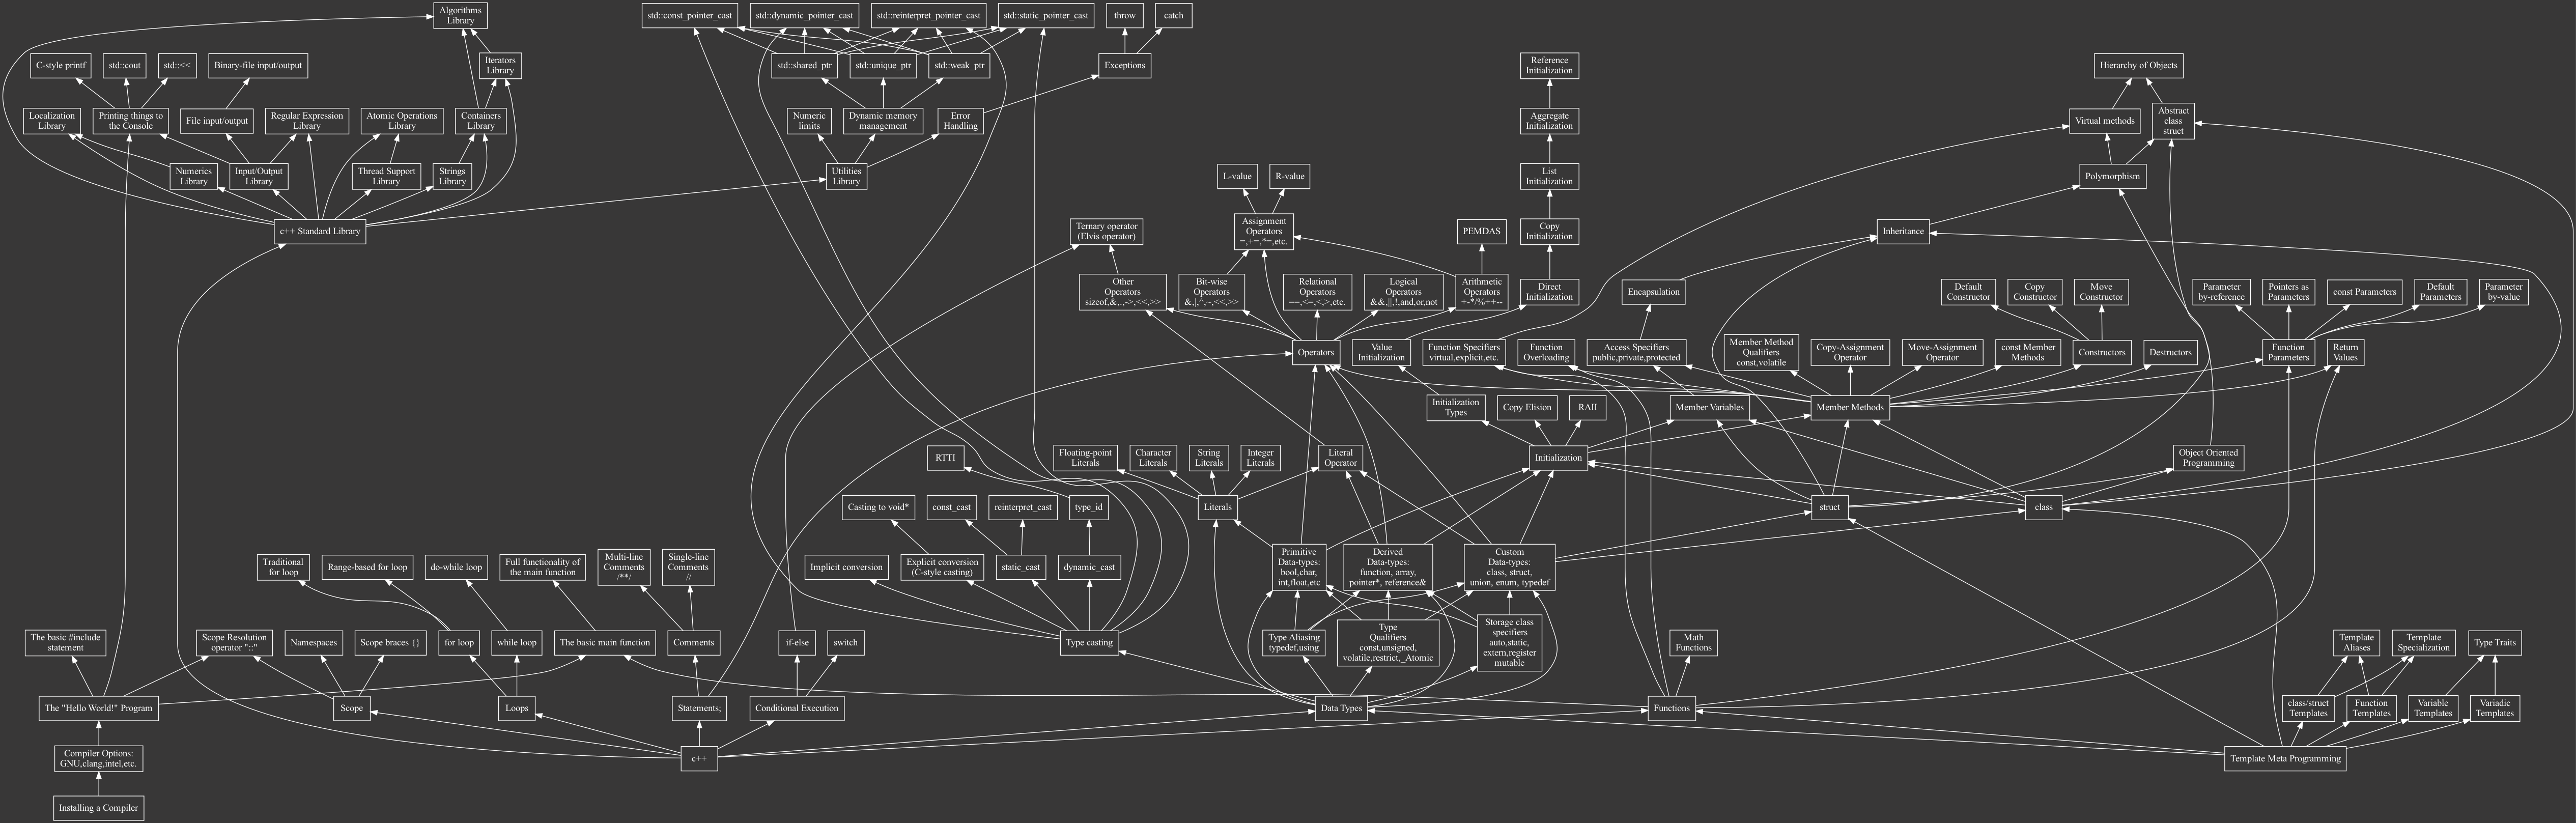 Algorithms
Library
std::const_pointer_cast
std::dynamic_pointer_cast
std::reinterpret_pointer_cast
std::static_pointer_cast
throw
catch
C-style printf
std::cout
std::<<
Binary-file input/output
Iterators
Library
std::shared_ptr
std::unique_ptr
std::weak_ptr
Exceptions
Reference
Initialization
Hierarchy of Objects
Localization
Library
Printing things to
the Console
File input/output
Regular Expression
Library
Atomic Operations
Library
Containers
Library
Numeric
limits
Dynamic memory
management
Error
Handling
Aggregate
Initialization
Virtual methods
Abstract
class
struct
Numerics
Library
Input/Output
Library
Thread Support
Library
Strings
Library
Utilities
Library
L-value
R-value
List
Initialization
Polymorphism
c++ Standard Library
Ternary operator
(Elvis operator)
Assignment
Operators
=,+=,*=,etc.
PEMDAS
Copy
Initialization
Inheritance
Other
Operators
sizeof,&,.,->,<<,>>
Bit-wise
Operators
&,|,^,~,<<,>>
Relational
Operators
==,<=,<,>,etc.
Logical
Operators
&&,||,!,and,or,not
Arithmetic
Operators
+-*/%++--
Direct
Initialization
Encapsulation
Default
Constructor
Copy
Constructor
Move
Constructor
Parameter
by-reference
Pointers as
Parameters
const Parameters
Default
Parameters
Parameter
by-value
Operators
Value
Initialization
Function Specifiers
virtual,explicit,etc.
Function
Overloading
Access Specifiers
public,private,protected
Member Method
Qualifiers
const,volatile
Copy-Assignment
Operator
Move-Assignment
Operator
const Member
Methods
Constructors
Destructors
Function
Parameters
Return
Values
Initialization
Types
Copy Elision
RAII
Member Variables
Member Methods
RTTI
Floating-point
Literals
Character
Literals
String
Literals
Integer
Literals
Literal
Operator
Initialization
Object Oriented
Programming
Casting to void*
const_cast
reinterpret_cast
type_id
Literals
struct
class
Traditional
for loop
Range-based for loop
do-while loop
Full functionality of
the main function
Multi-line
Comments
/**/
Single-line
Comments
//
Implicit conversion
Explicit conversion
(C-style casting)
static_cast
dynamic_cast
Primitive
Data-types:
bool,char,
int,float,etc
Derived
Data-types:
function, array,
pointer*, reference&
Custom
Data-types:
class, struct,
union, enum, typedef
The basic #include
statement
Scope Resolution
operator "::"
Namespaces
Scope braces {}
for loop
while loop
The basic main function
Comments
if-else
switch
Type casting
Type Aliasing
typedef,using
Type
Qualifiers
const,unsigned,
volatile,restrict,_Atomic
Storage class
specifiers
auto,static,
extern,register
mutable
Math
Functions
Template
Aliases
Template
Specialization
Type Traits
The "Hello World!" Program
Scope
Loops
Statements;
Conditional Execution
Data Types
Functions
class/struct
Templates
Function
Templates
Variable
Templates
Variadic
Templates
Compiler Options:
GNU,clang,intel,etc.
c++
Template Meta Programming
Installing a Compiler